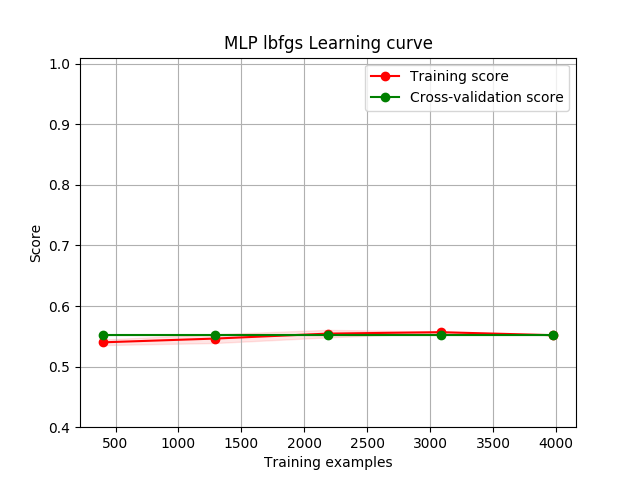 MLP lbfgs Learning curve
1.0
0.9
0.8
0.7
0.6
0.5
0.4
Score
Training score
Cross-validation score
500 1000 1500 2000 2500 3000 3500 4000
Training examples